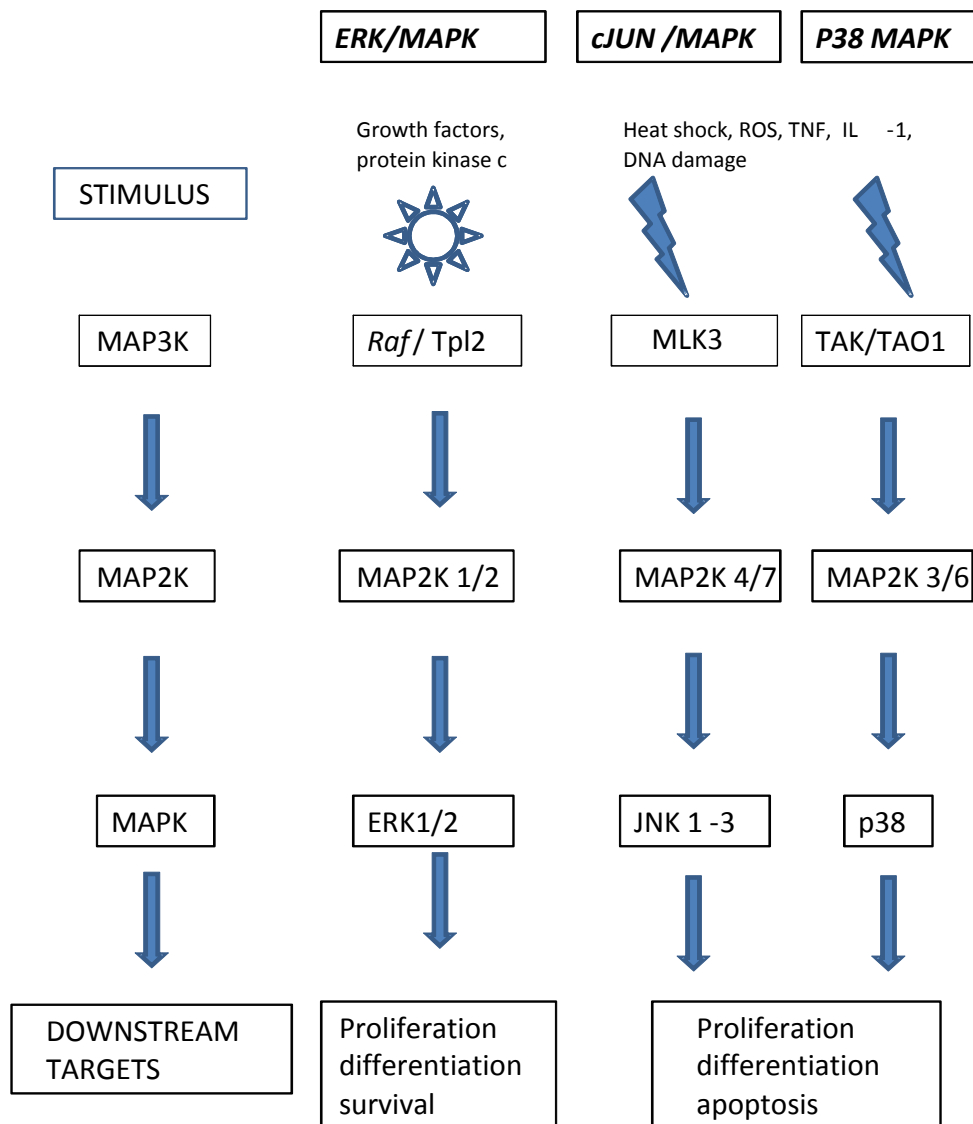 ERK/MAPK
cJUN /MAPK
P38 MAPK
Growth factors,
protein kinase c
Heat shock, ROS, TNF, IL -1,
DNA damage
STIMULUS
MAP3K
Raf/ Tpl2
MLK3
TAK/TAO1
MAP2K
MAP2K 1/2
MAP2K 4/7
MAP2K 3/6
MAPK
ERK1/2
JNK 1 -3
p38
DOWNSTREAM
TARGETS
Proliferation
differentiation
survival
Proliferation
differentiation
apoptosis